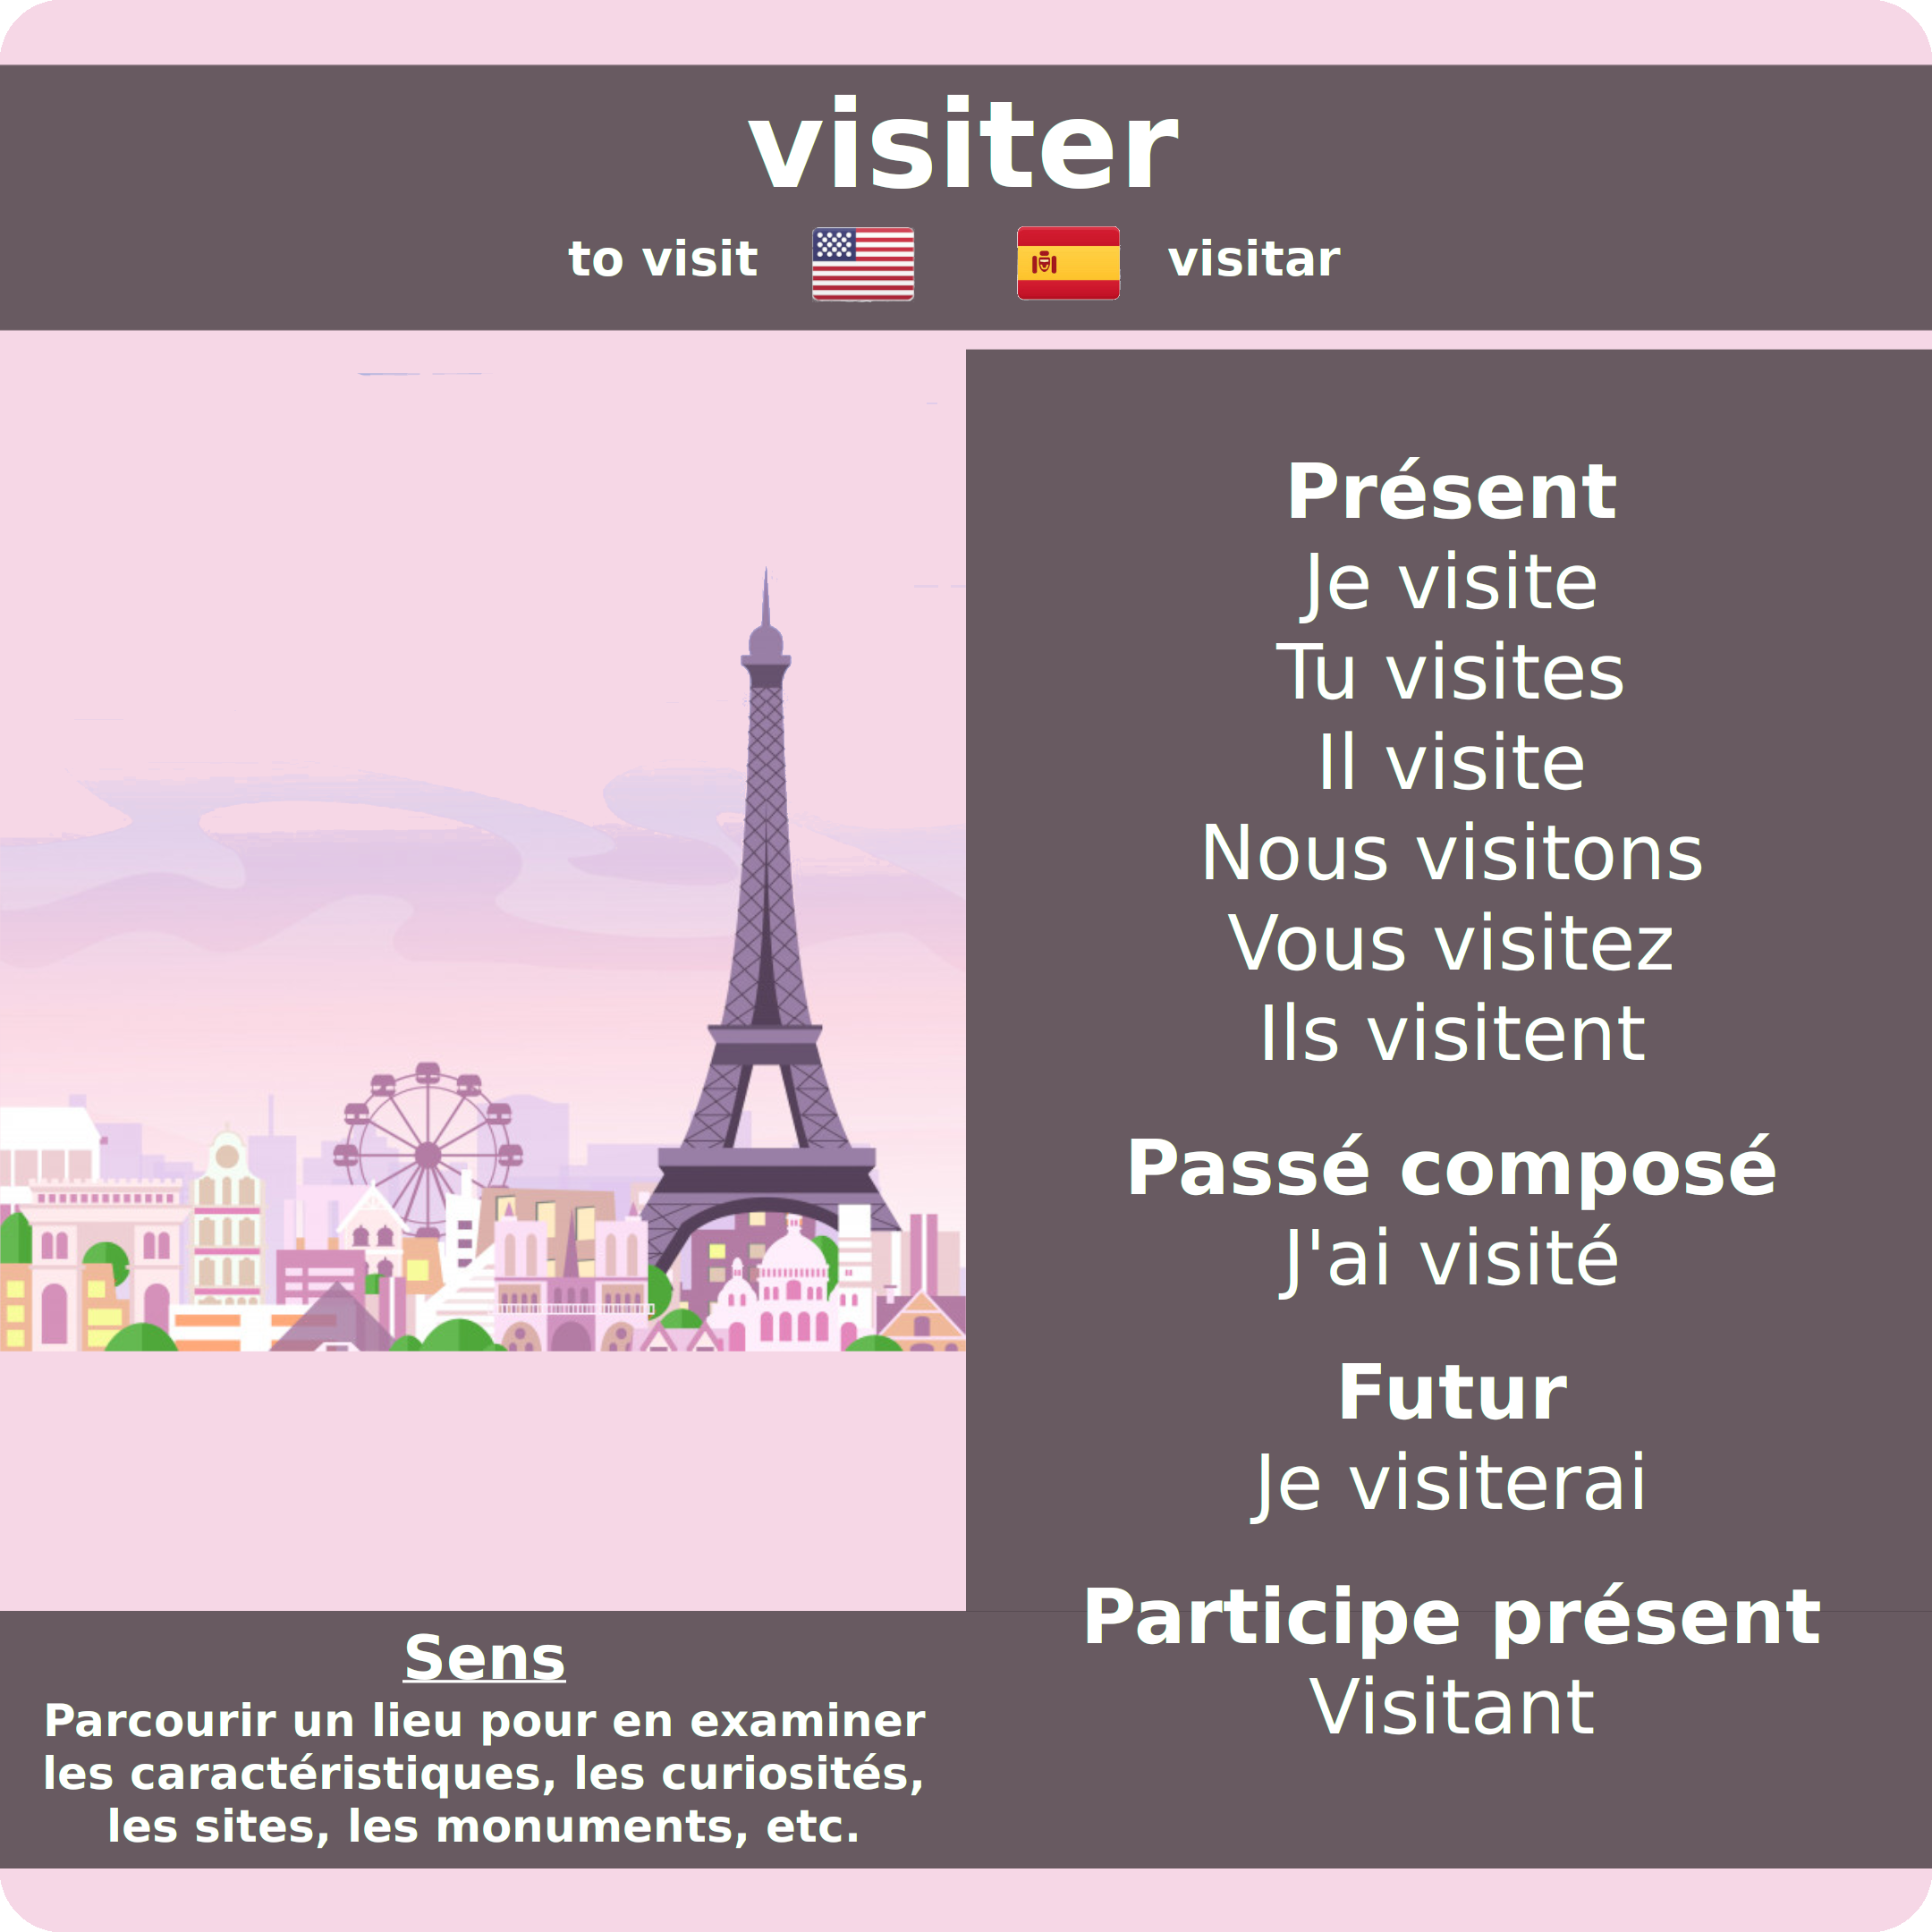 visiter
to visit visitar
Présent
Je visite
Tu visites
Il visite
Nous visitons
Vous visitez
Ils visitent
Passé composé
J'ai visité
Futur
Je visiterai
Participe présent
Visitant
Sens
Parcourir un lieu pour en examiner
les caractéristiques, les curiosités,
les sites, les monuments, etc.